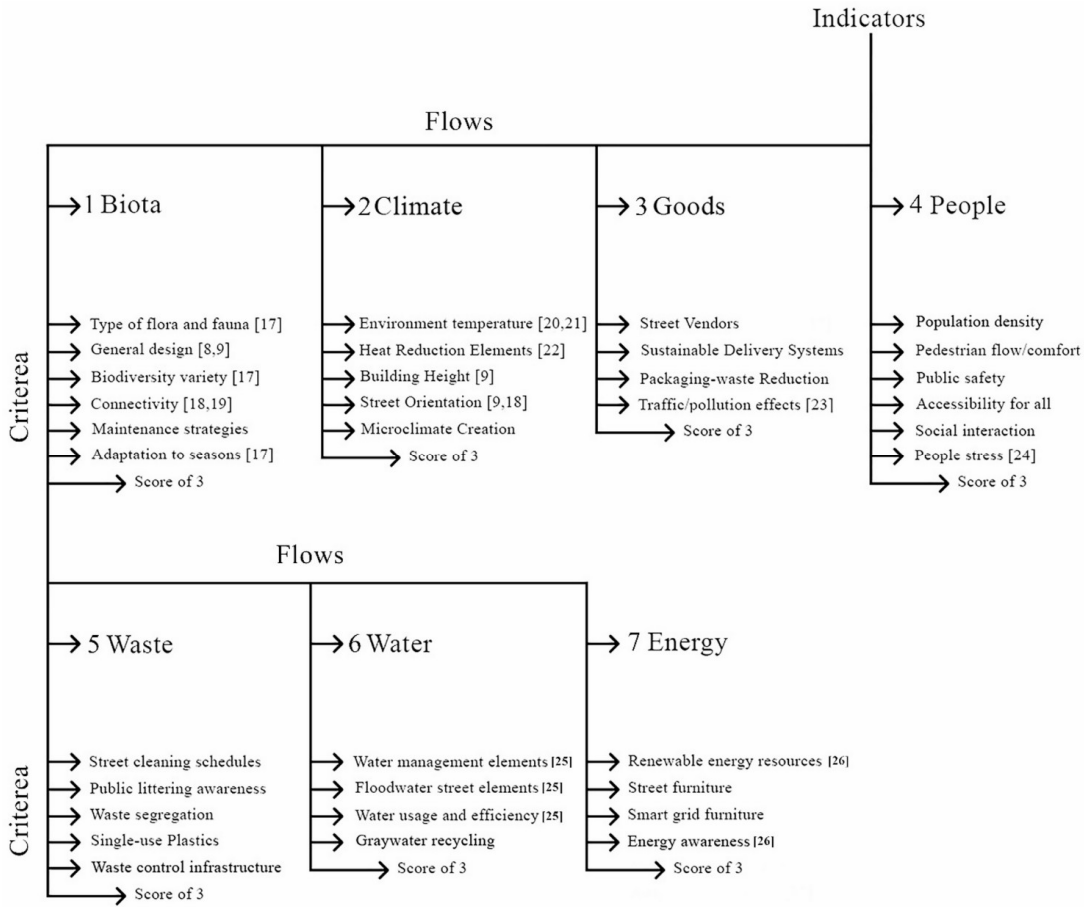 Indicators
Flows
1 Biota
2 Climate
3 Goods
4 People
Criterea
Type of flora and fauna [17]
General design [8,9]
Biodiversity variety [17]
Connectivity [18,19]
Maintenance strategies
Adaptation to seasons [17]
Score of 3
Environment temperature [20,21]
Heat Reduction Elements [22]
Building Height [9]
Street Orientation [9,18]
Microclimate Creation
Score of 3
Street Vendors
Sustainable Delivery Systems
Packaging-waste Reduction
Traffic/pollution effects [23]
Score of 3
Population density
Pedestrian flow/comfort
Public safety
Accessibility for all
Social interaction
People stress [24]
Score of 3
Flows
5 Waste
6 Water
7 Energy
Criterea
Street cleaning schedules
Public littering awareness
Waste segregation
Single-use Plastics
Waste control infrastructure
Score of 3
Water management elements [25]
Floodwater street elements [25]
Water usage and efficiency [25]
Graywater recycling
Score of 3
Renewable energy resources [26]
Street furniture
Smart grid furniture
Energy awareness [26]
Score of 3